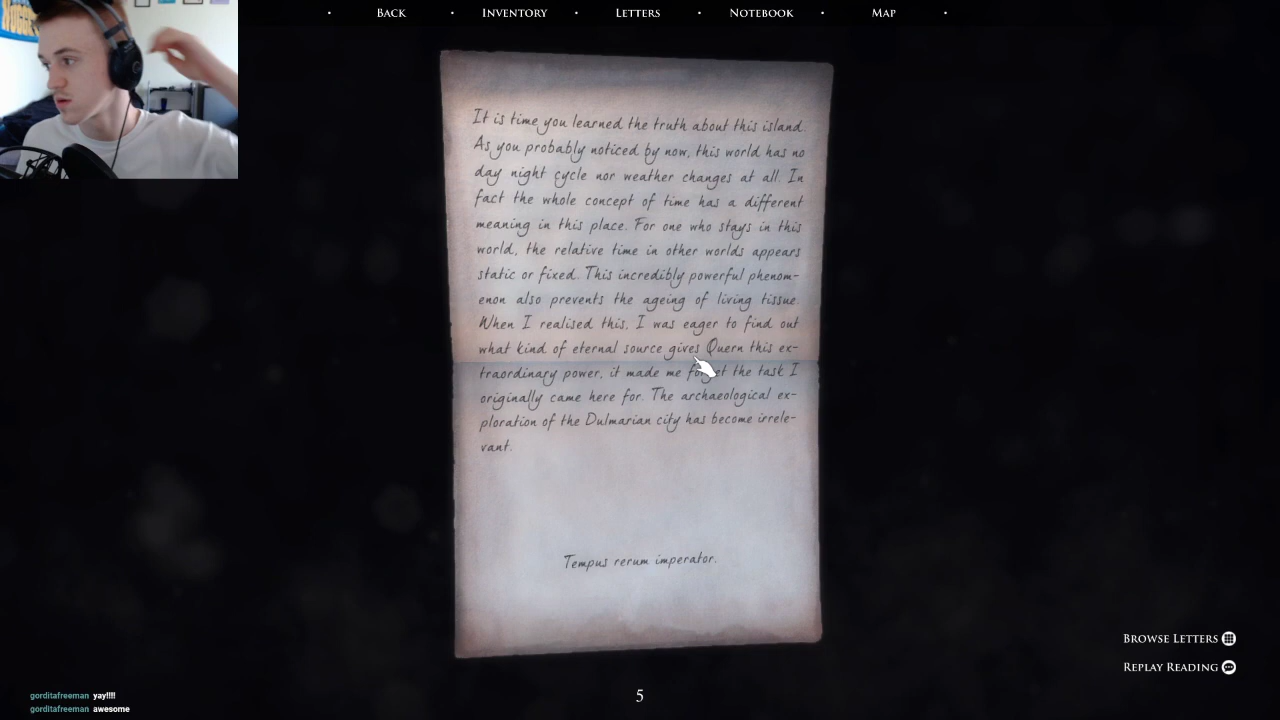 BACK
INVENTORY
LETTERS
NOTEBOOK
MAP
It is time you learned the truth about this island.
As you probably noticed by now, this world has no
day night cycle nor weather changes at all. In
fact the whole concept of time has a different
meaning in this place. For one who stays in this
world, the relative time in other worlds appears
static or fixed. This incredibly powerful phenom-
enon also prevents the ageing of living tissue.
When I realised this, I was eager to find out
what kind of eternal source gives Quern this ex-
traordinary power, it made me forget the task I
originally came here for. The archaeological ex-
ploration of the Dulmarian city has become irrele-
vant.
Tempus rerum imperator.
BROWSE LETTERS
REPLAY READING
5
gorditafreeman yay!!!!
gorditafreeman awesome